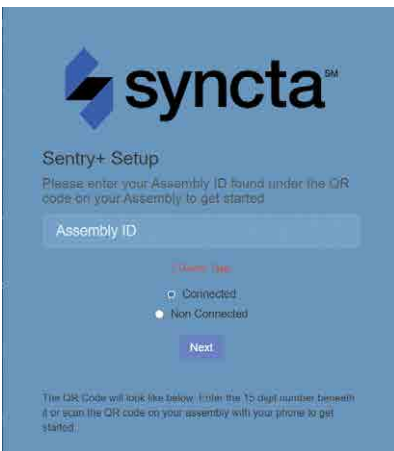 syncta℠
Sentry+ Setup
Please enter your Assembly ID found under the QR
code on your Assembly to get started
Assembly ID
Connected
Non Connected
Next
The QR Code will look like below. Enter the 15 digit number beneath
it or scan the QR code on your assembly with your phone to get
started.